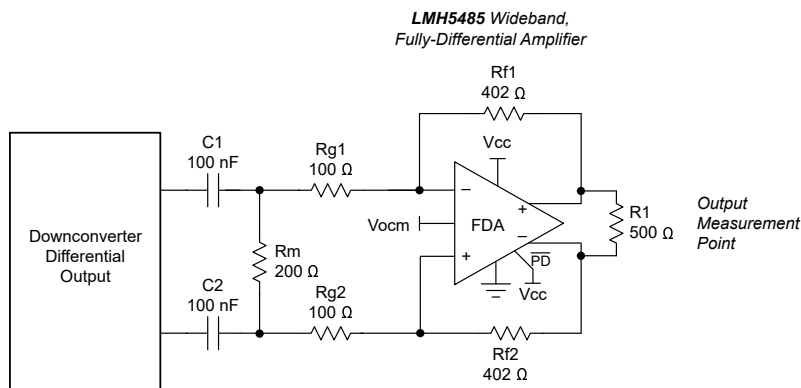 LMH5485 Wideband,
Fully-Differential Amplifier
Rf1
402 Ω
C1
100 nF
Rg1
100 Ω
Vcc
−
+
Vocm
FDA
R1
500 Ω
Output
Measurement
Point
Downconverter
Differential
Output
Rm
200 Ω
−
+
PD
Vcc
C2
100 nF
Rg2
100 Ω
Rf2
402 Ω